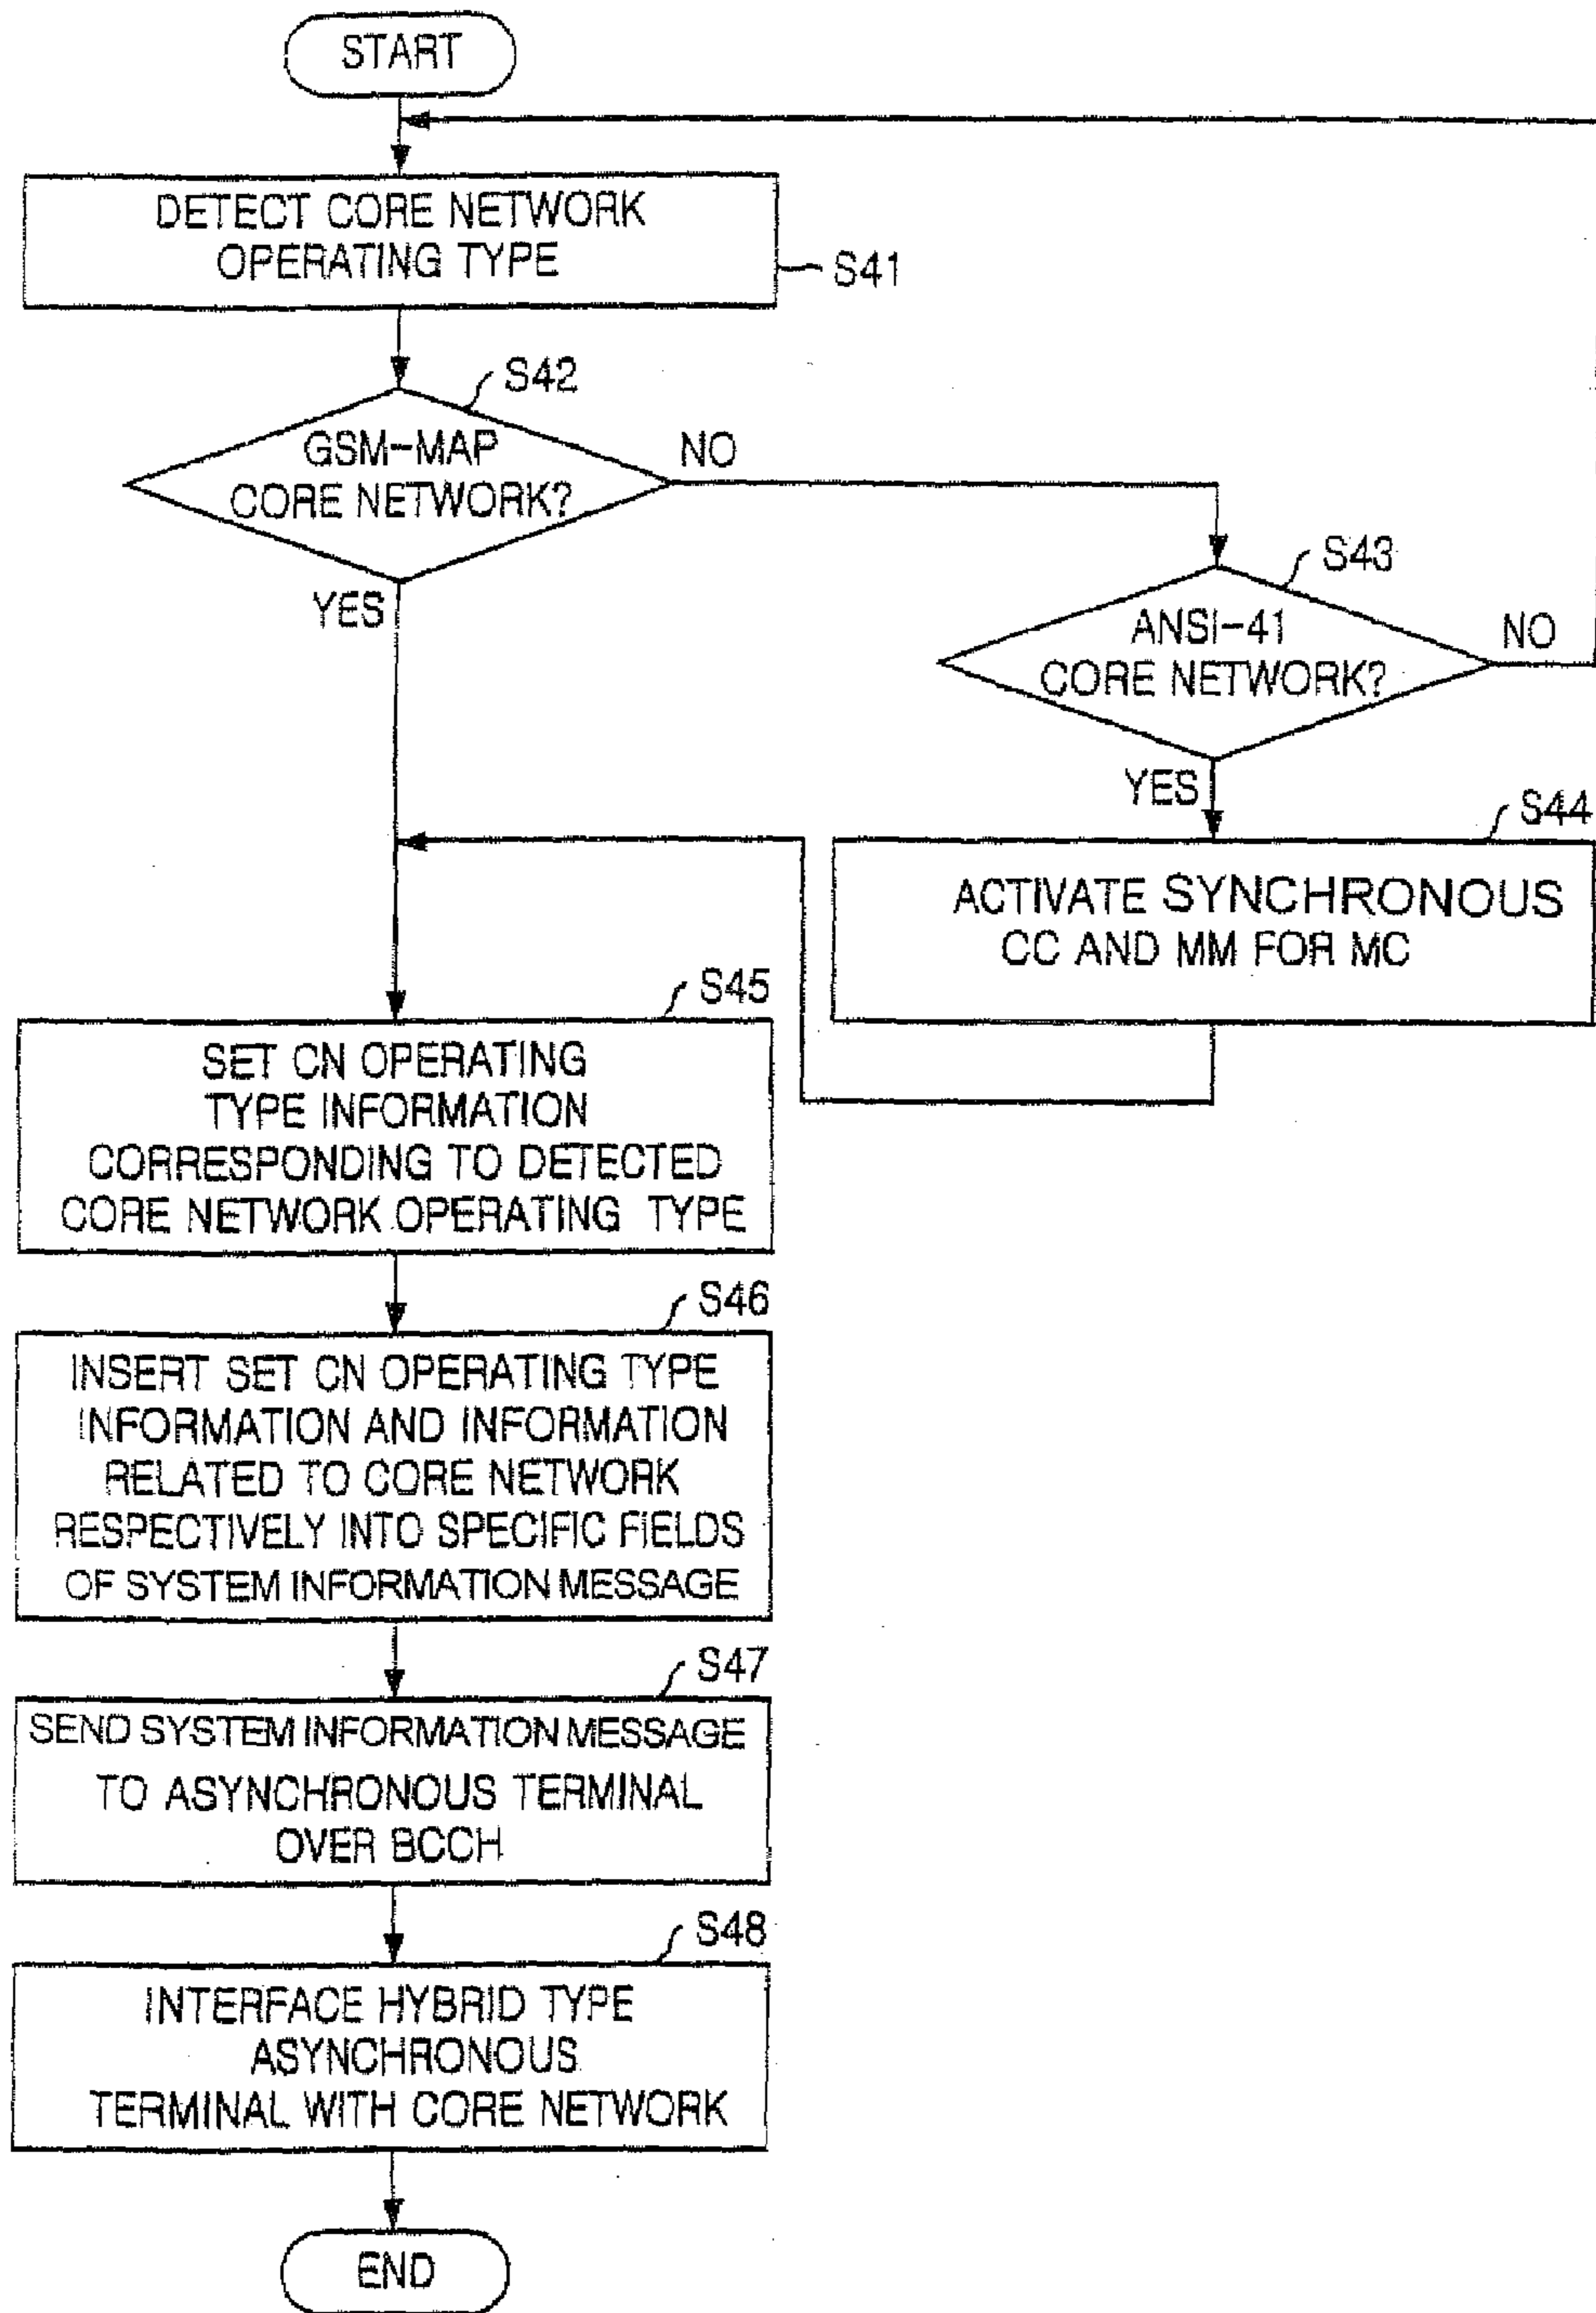 START
DETECT CORE NETWORK
OPERATING TYPE
S41
S42
GSM-MAP
CORE NETWORK?
NO
YES
S43
ANSI-41
CORE NETWORK?
NO
YES
S44
ACTIVATE SYNCHRONOUS
CC AND MM FOR MC
S45
SET CN OPERATING
TYPE INFORMATION
CORRESPONDING TO DETECTED
CORE NETWORK OPERATING TYPE
S46
INSERT SET CN OPERATING TYPE
INFORMATION AND INFORMATION
RELATED TO CORE NETWORK
RESPECTIVELY INTO SPECIFIC FIELDS
OF SYSTEM INFORMATION MESSAGE
S47
SEND SYSTEM INFORMATION MESSAGE
TO ASYNCHRONOUS TERMINAL
OVER BCCH
S48
INTERFACE HYBRID TYPE
ASYNCHRONOUS
TERMINAL WITH CORE NETWORK
END